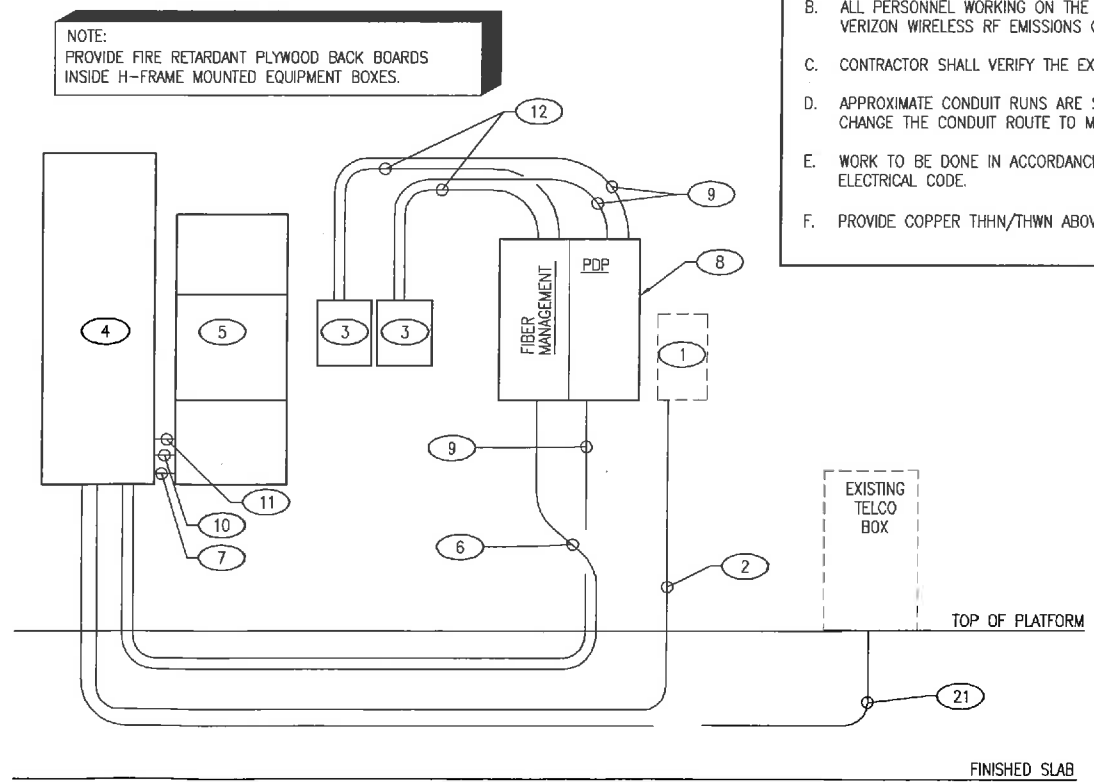 NOTE:
PROVIDE FIRE RETARDANT PLYWOOD BACK BOARDS
INSIDE H-FRAME MOUNTED EQUIPMENT BOXES.
B. ALL PERSONNEL WORKING ON THE
VERIZON WIRELESS RF EMISSIONS
C. CONTRACTOR SHALL VERIFY THE
D. APPROXIMATE CONDUIT RUNS ARE
CHANGE THE CONDUIT ROUTE TO
E. WORK TO BE DONE IN
ELECTRICAL CODE.
F. PROVIDE COPPER THHN/THWN
12
9
8
FIBER
MANAGEMENT
PDP
4
5
3
3
1
9
11
10
7
6
2
EXISTING
TELCO
BOX
TOP OF PLATFORM
21
FINISHED SLAB